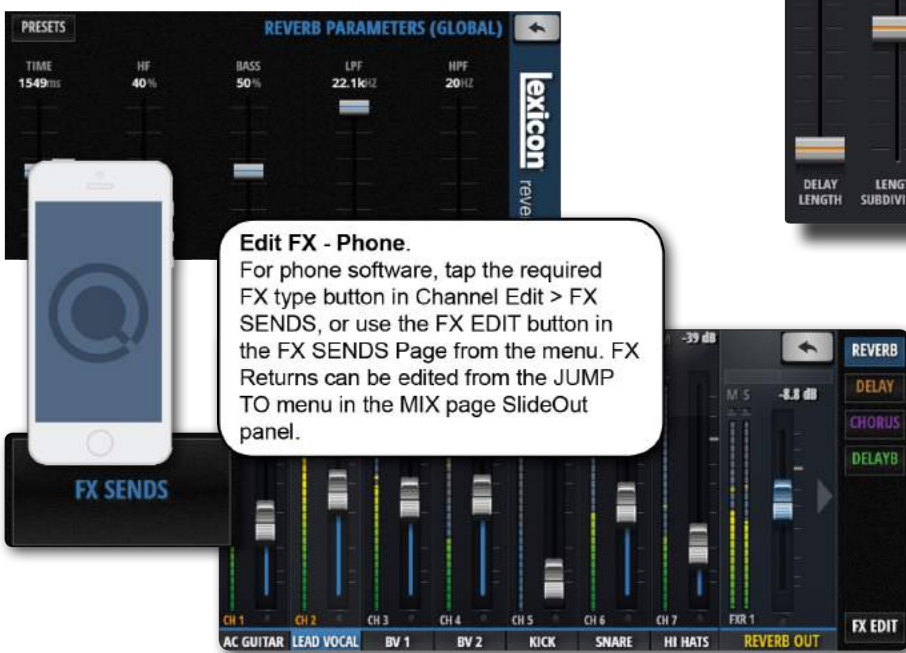 PRESETS
REVERB PARAMETERS (GLOBAL)
TIME HF BASS LPF HPF
1549ms 40% 50% 22.1kHZ 20HZ
lexicon
DELAY
LENGTH
Edit FX - Phone.
For phone software, tap the required
FX type button in Channel Edit > FX
SENDS, or use the FX EDIT button in
the FX SENDS Page from the menu. FX
Returns can be edited from the JUMP
TO menu in the MIX page SlideOut
panel.
FX SENDS
-39 dB
M S -8.8 dB
REVERB
DELAY
CHORUS
DELAYB
CH 1 CH 2 CH 3 CH 4 CH 5 CH 6 CH 7 FXR 1
AC GUITAR LEAD VOCAL BV 1 BV 2 KICK SNARE HI HATS REVERB OUT
FX EDIT